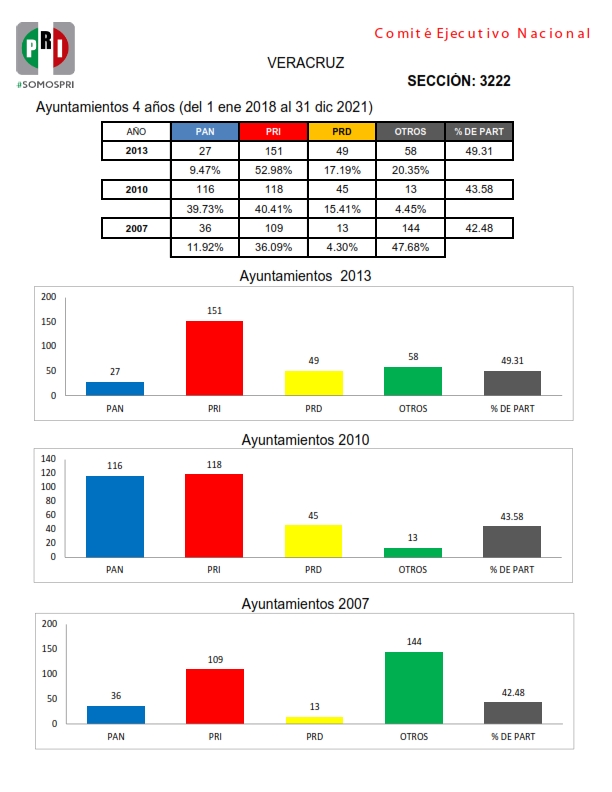 Comité Ejecutivo Nacional
PRI
#SOMOSPRI
VERACRUZ
SECCIÓN: 3222
Ayuntamientos 4 años (del 1 ene 2018 al 31 dic 2021)
AÑO PAN PRI PRD OTROS % DE PART
2013 27 151 49 58 49.31
9.47% 52.98% 17.19% 20.35%
2010 116 118 45 13 43.58
39.73% 40.41% 15.41% 4.45%
2007 36 109 13 144 42.48
11.92% 36.09% 4.30% 47.68%
Ayuntamientos 2013
200
150
100
50
0
27 151 49 58 49.31
PAN PRI PRD OTROS % DE PART
Ayuntamientos 2010
140
120
100
80
60
40
20
0
116 118 45 13 43.58
PAN PRI PRD OTROS % DE PART
Ayuntamientos 2007
200
150
100
50
0
36 109 13 144 42.48
PAN PRI PRD OTROS % DE PART